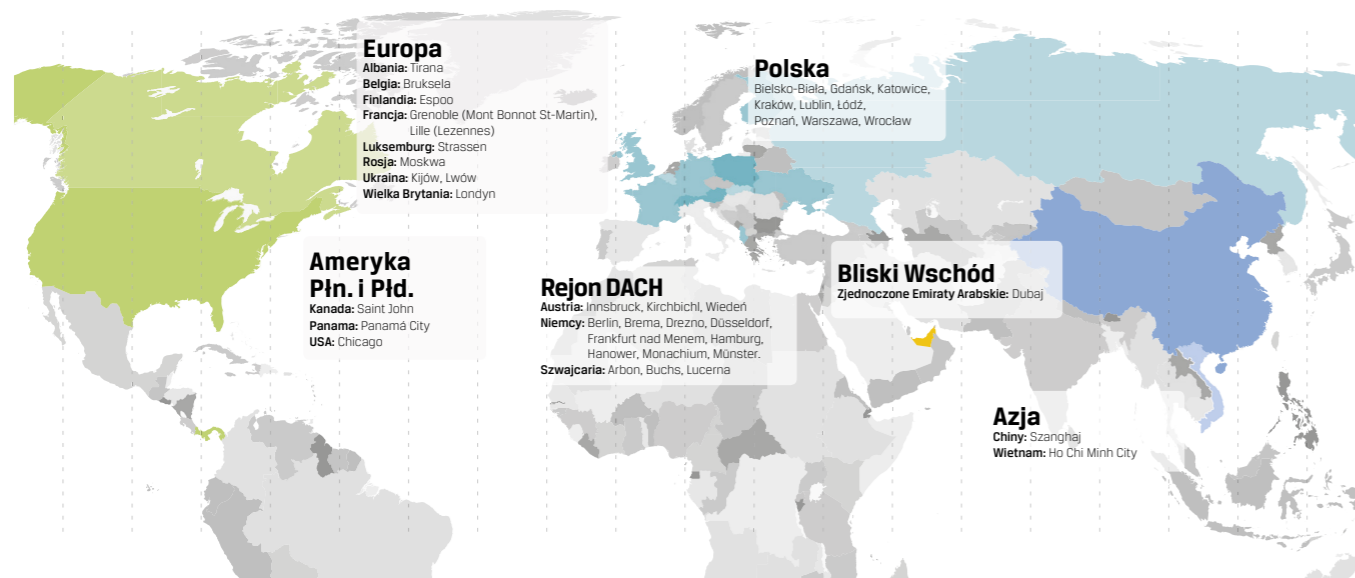 Europa
Albania: Tirana
Belgia: Bruksela
Finlandia: Espoo
Francja: Grenoble (Mont Bonnot St-Martin),
Lille (Lezennes)
Luksemburg: Strassen
Rosja: Moskwa
Ukraina: Kijów, Lwów
Wielka Brytania: Londyn
Polska
Bielsko-Biała, Gdańsk, Katowice,
Kraków, Lublin, Łódź,
Poznań, Warszawa, Wrocław
Ameryka
Płn. i Płd.
Kanada: Saint John
Panama: Panamá City
USA: Chicago
Rejon DACH
Austria: Innsbruck, Kirchbichl, Wiedeń
Niemcy: Berlin, Brema, Drezno, Düsseldorf,
Frankfurt nad Menem, Hamburg,
Hanower, Monachium, Münster.
Szwajcaria: Arbon, Buchs, Lucerna
Bliski Wschód
Zjednoczone Emiraty Arabskie: Dubaj
Azja
Chiny: Szanghaj
Wietnam: Ho Chi Minh City